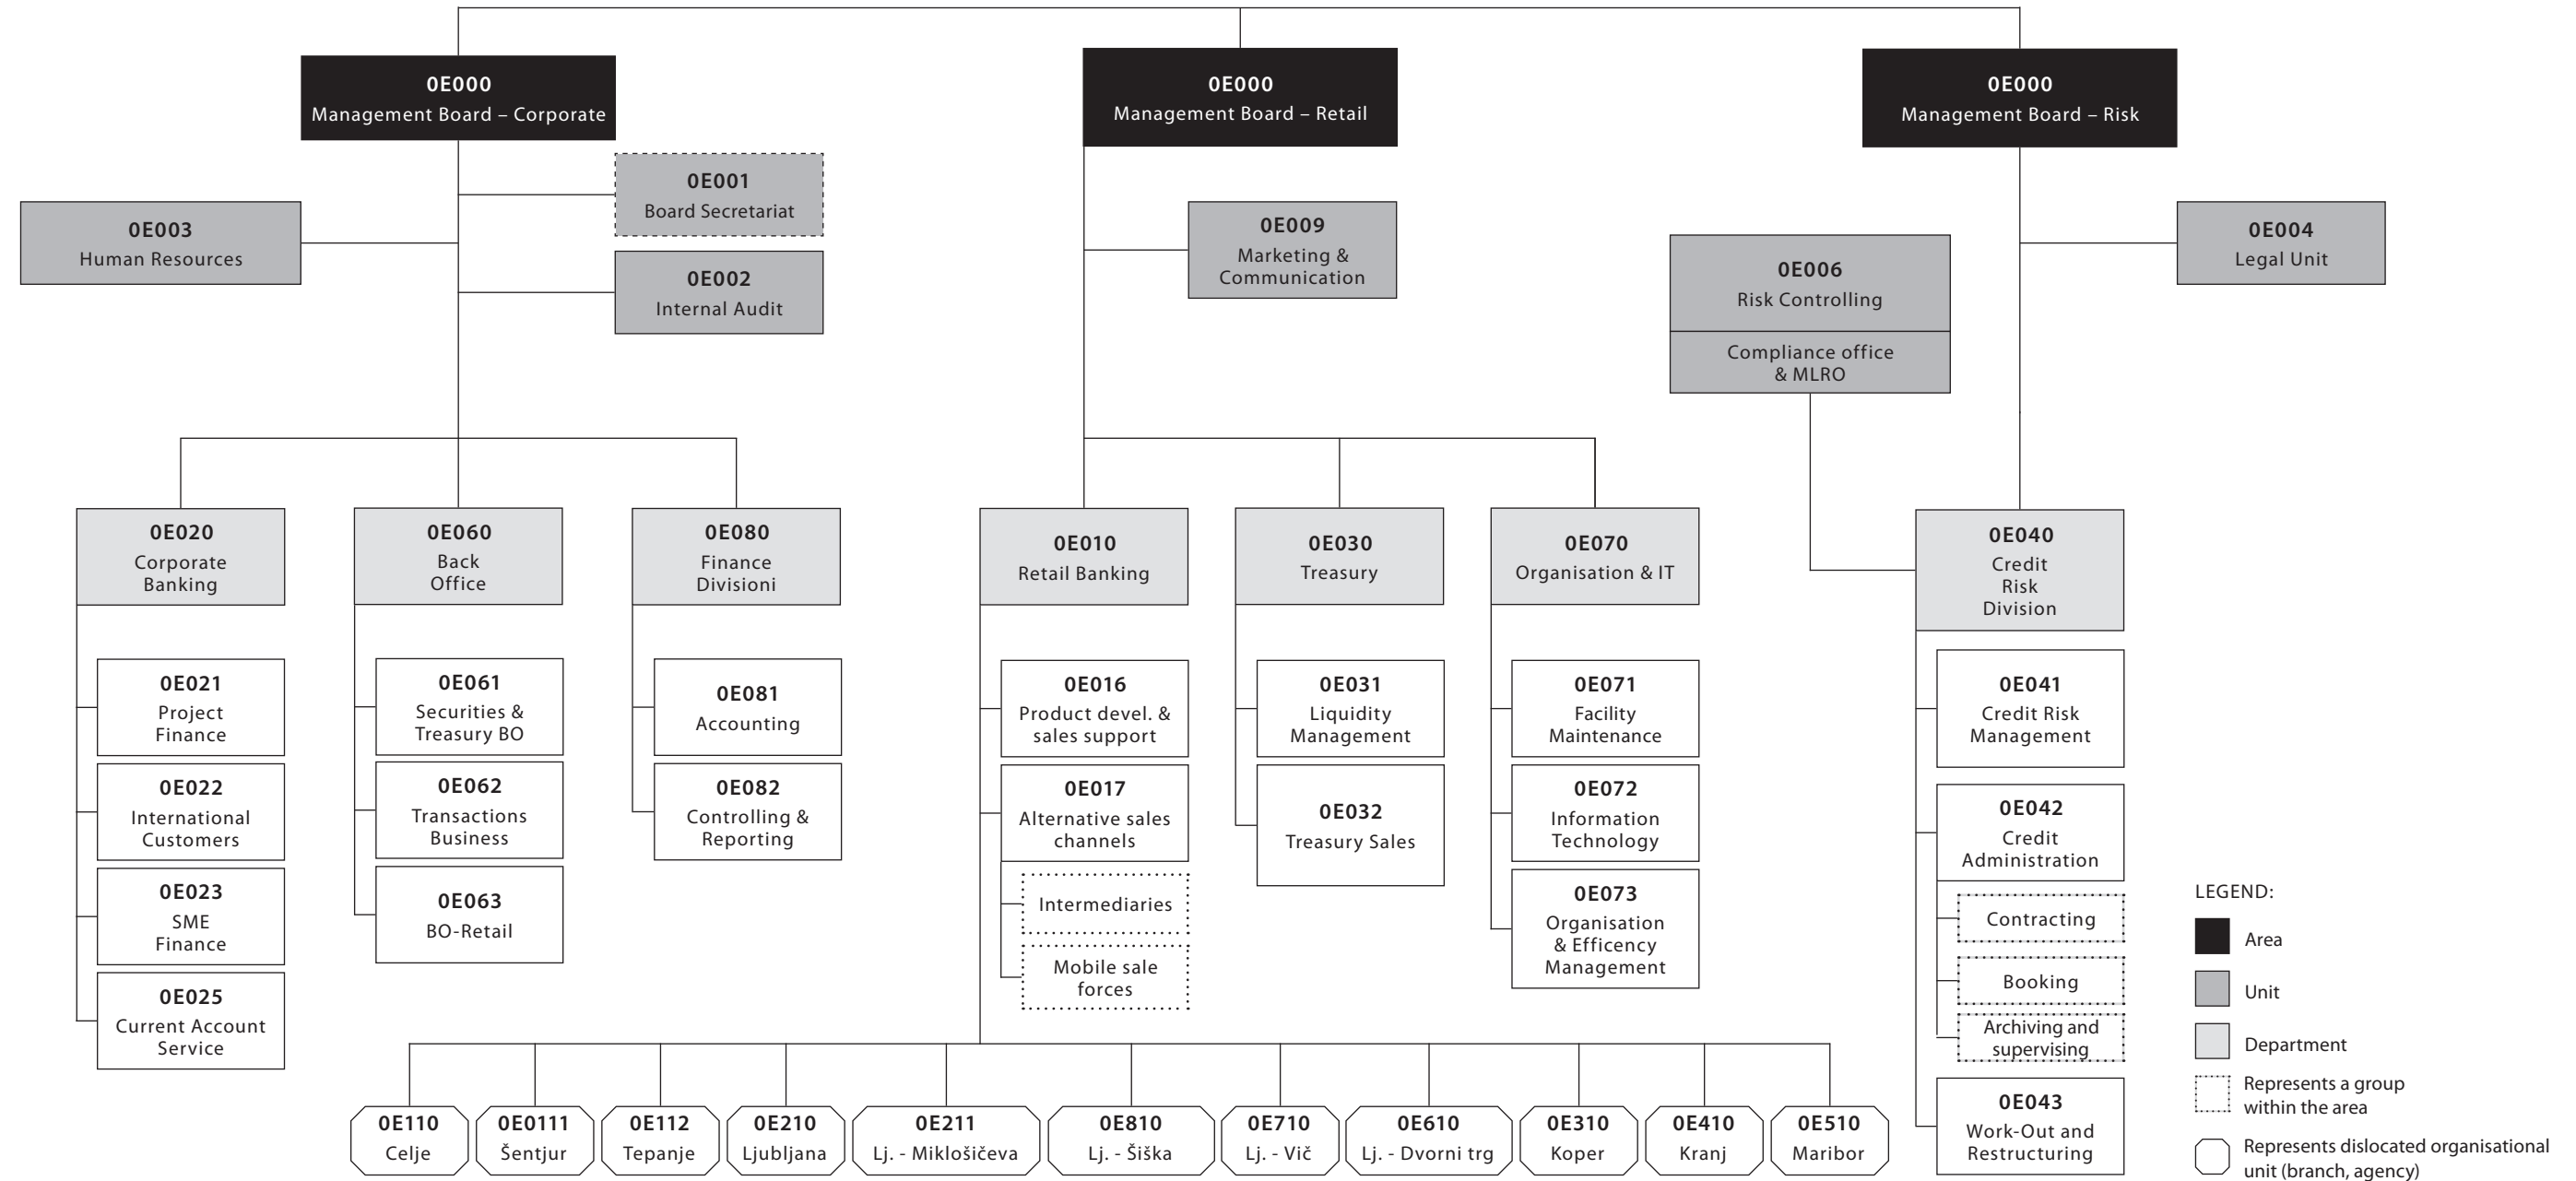 0E000
Management Board – Corporate
0E000
Management Board – Retail
0E000
Management Board – Risk
0E001
Board Secretariat
0E003
Human Resources
0E002
Internal Audit
0E009
Marketing &
Communication
0E006
Risk Controlling
Compliance office
& MLRO
0E004
Legal Unit
0E020
Corporate
Banking
0E060
Back
Office
0E080
Finance
Divisioni
0E010
Retail Banking
0E030
Treasury
0E070
Organisation & IT
0E040
Credit
Risk
Division
0E021
Project
Finance
0E022
International
Customers
0E023
SME
Finance
0E025
Current Account
Service
0E061
Securities &
Treasury BO
0E062
Transactions
Business
0E063
BO-Retail
0E081
Accounting
0E082
Controlling &
Reporting
0E016
Product devel. &
sales support
0E017
Alternative sales
channels
Intermediaries
Mobile sale
forces
0E031
Liquidity
Management
0E032
Treasury Sales
0E071
Facility
Maintenance
0E072
Information
Technology
0E073
Organisation
& Efficency
Management
0E041
Credit Risk
Management
0E042
Credit
Administration
Contracting
Booking
Archiving and
supervising
0E043
Work-Out and
Restructuring
0E110
Celje
0E0111
Šentjur
0E112
Tepanje
0E210
Ljubljana
0E211
Lj. - Miklošičeva
0E810
Lj. - Šiška
0E710
Lj. - Vič
0E610
Lj. - Dvorni trg
0E310
Koper
0E410
Kranj
0E510
Maribor
LEGEND:
Area
Unit
Department
Represents a group
within the area
Represents dislocated organisational
unit (branch, agency)